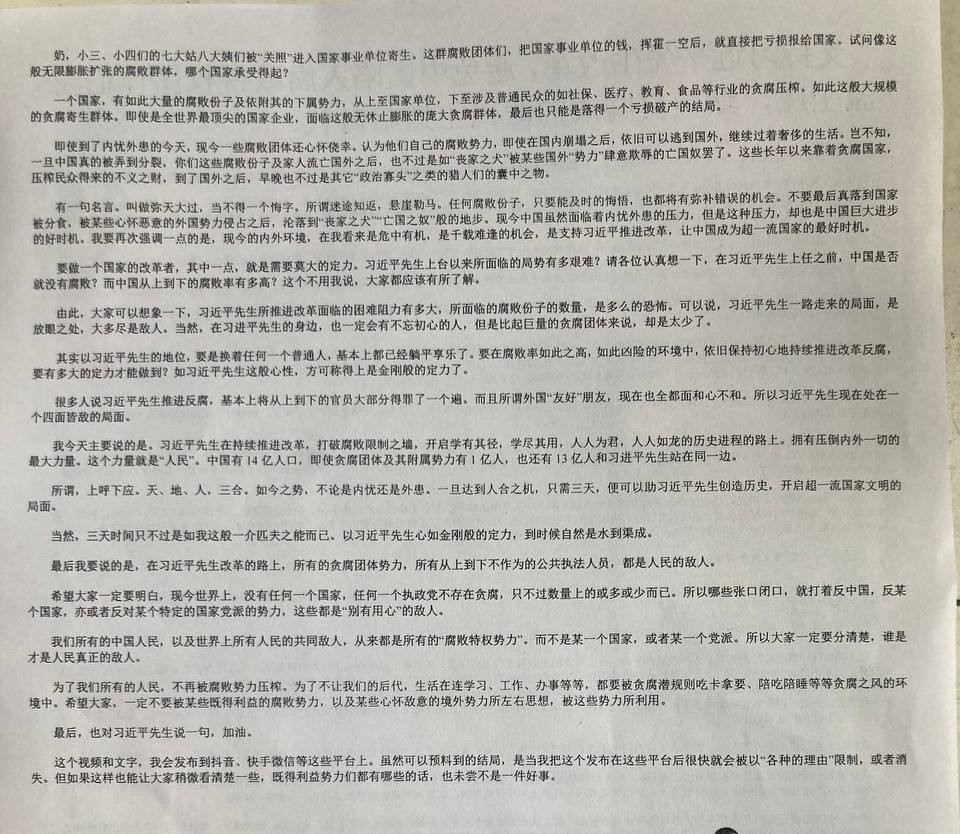 奶，小三、小四们的七大姑八大姨们被“关照”进入国家事业单位寄生。这群腐败团体们，把国家事业单位的钱，挥霍一空后，就直接把亏损报给国家。试问像这
般无限膨胀扩张的腐败群体，哪个国家承受得起？
一个国家，有如此大量的腐败份子及依附其的下属势力，从上至国家单位，下至涉及普通民众的如社保、医疗、教育、食品等行业的贪腐压榨。如此这般大规模
的贪腐寄生群体。即使是全世界最顶尖的国家企业，面临这般无休止膨胀的庞大贪腐群体，最后也只能是落得一个亏损破产的结局。
即使到了内忧外患的今天，现今一些腐败团体还心怀侥幸。认为他们自己的腐败势力，即使在国内崩塌之后，依旧可以逃到国外，继续过着奢侈的生活。岂不知，
一旦中国真的被弄到分裂，你们这些腐败份子及家人流亡国外之后，也不过是如“丧家之犬”被某些国外“势力”肆意欺辱的亡国奴罢了。这些长年以来靠着贪腐国家，
压榨民众得来的不义之财，到了国外之后，早晚也不过是其它“政治寡头”之类的猎人们的囊中之物。
有一句名言。叫做弥天大过，当不得一个悔字。所谓迷途知返，悬崖勒马。任何腐败份子，只要能及时的悔悟，也都将有弥补错误的机会。不要最后真落到国家
被分食，被某些心怀恶意的外国势力侵占之后，沦落到“丧家之犬”“亡国之奴”般的地步。现今中国虽然面临着内忧外患的压力，但是这种压力，却也是中国巨大进步
的好时机。我要再次强调一点的是，现今的内外环境，在我看来是危中有机，是千载难逢的机会，是支持习近平推进改革，让中国成为超一流国家的最好时机。
要做一个国家的改革者，其中一点，就是需要莫大的定力。习近平先生上台以来所面临的局势有多艰难？请各位认真想一下，在习近平先生上任之前，中国是否
就没有腐败？而中国从上到下的腐败率有多高？这个不用我说，大家都应该有所了解。
由此，大家可以想象一下，习近平先生所推进改革面临的困难阻力有多大，所面临的腐败份子的数量，是多么的恐怖。可以说，习近平先生一路走来的局面，是
放眼之处，大多尽是敌人。当然，在习进平先生的身边，也一定会有不忘初心的人，但是比起巨量的贪腐团体来说，却是太少了。
其实以习近平先生的地位，要是换着任何一个普通人，基本上都已经躺平享乐了。要在腐败率如此之高，如此凶险的环境中，依旧保持初心地持续推进改革反腐，
要有多大的定力才能做到？如习近平先生这般心性，方可称得上是金刚般的定力了。
很多人说习近平先生推进反腐，基本上将从上到下的官员大部分得罪了一个遍。而且所谓外国“友好”朋友，现在也全都面和心不和。所以习近平先生现在处在一
个四面皆敌的局面。
我今天主要说的是。习近平先生在持续推进改革，打破腐败限制之墙，开启学有其径，学尽其用，人人为君，人人如龙的历史进程的路上。拥有压倒内外一切的
最大力量。这个力量就是“人民”。中国有 14 亿人口，即使贪腐团体及其附属势力有 1 亿人，也还有 13 亿人和习进平先生站在同一边。
所谓，上呼下应。天、地、人，三合。如今之势，不论是内忧还是外患。一旦达到人合之机，只需三天，便可以助习近平先生创造历史，开启超一流国家文明的
局面。
当然，三天时间只不过是如我这般一介匹夫之能而已。以习近平先生心如金刚般的定力，到时候自然是水到渠成。
最后我要说的是，在习近平先生改革的路上，所有的贪腐团体势力，所有从上到下不作为的公共执法人员，都是人民的敌人。
希望大家一定要明白，现今世界上，没有任何一个国家，任何一个执政党不存在贪腐，只不过数量上的或多或少而已。所以哪些张口闭口，就打着反中国，反某
个国家，亦或者反对某个特定的国家党派的势力，这些都是“别有用心”的敌人。
我们所有的中国人民，以及世界上所有人民的共同敌人，从来都是所有的“腐败特权势力”。而不是某一个国家，或者某一个党派。所以大家一定要分清楚，谁是
才是人民真正的敌人。
为了我们所有的人民，不再被腐败势力压榨。为了不让我们的后代，生活在连学习、工作、办事等等，都要被贪腐潜规则吃卡拿要、陪吃陪睡等等贪腐之风的环
境中。希望大家，一定不要被某些既得利益的腐败势力，以及某些心怀敌意的境外势力所左右思想，被这些势力所利用。
最后，也对习近平先生说一句，加油。
这个视频和文字，我会发布到抖音、快手微信等这些平台上。虽然可以预料到的结局，是当我把这个发布在这些平台后很快就会被以“各种的理由”限制，或者消
失。但如果这样也能让大家稍微看清楚一些，既得利益势力们都有哪些的话，也未尝不是一件好事。